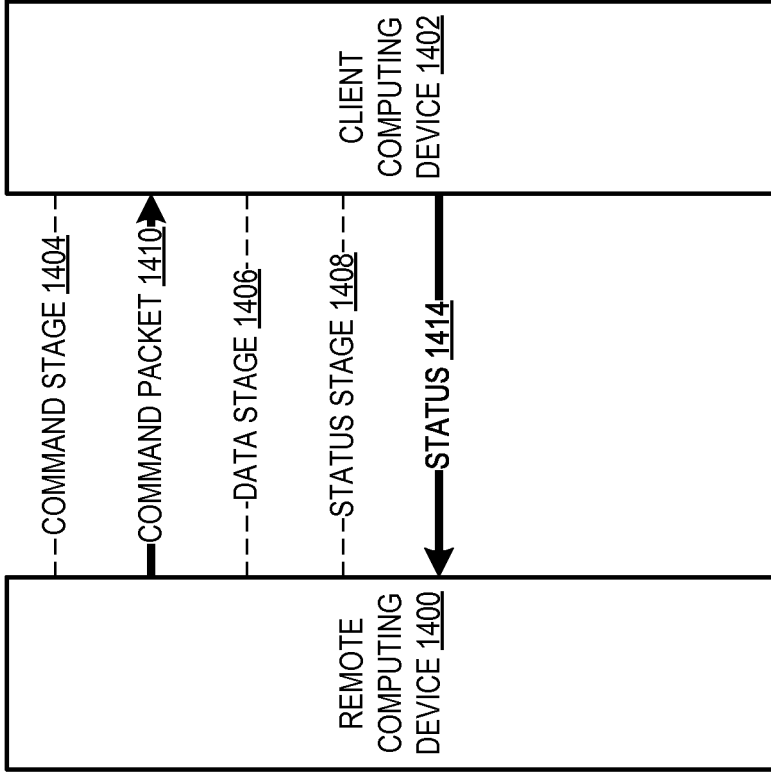 REMOTE
COMPUTING
DEVICE 1400
COMMAND STAGE 1404
COMMAND PACKET 1410
DATA STAGE 1406
STATUS STAGE 1408
STATUS 1414
CLIENT
COMPUTING
DEVICE 1402